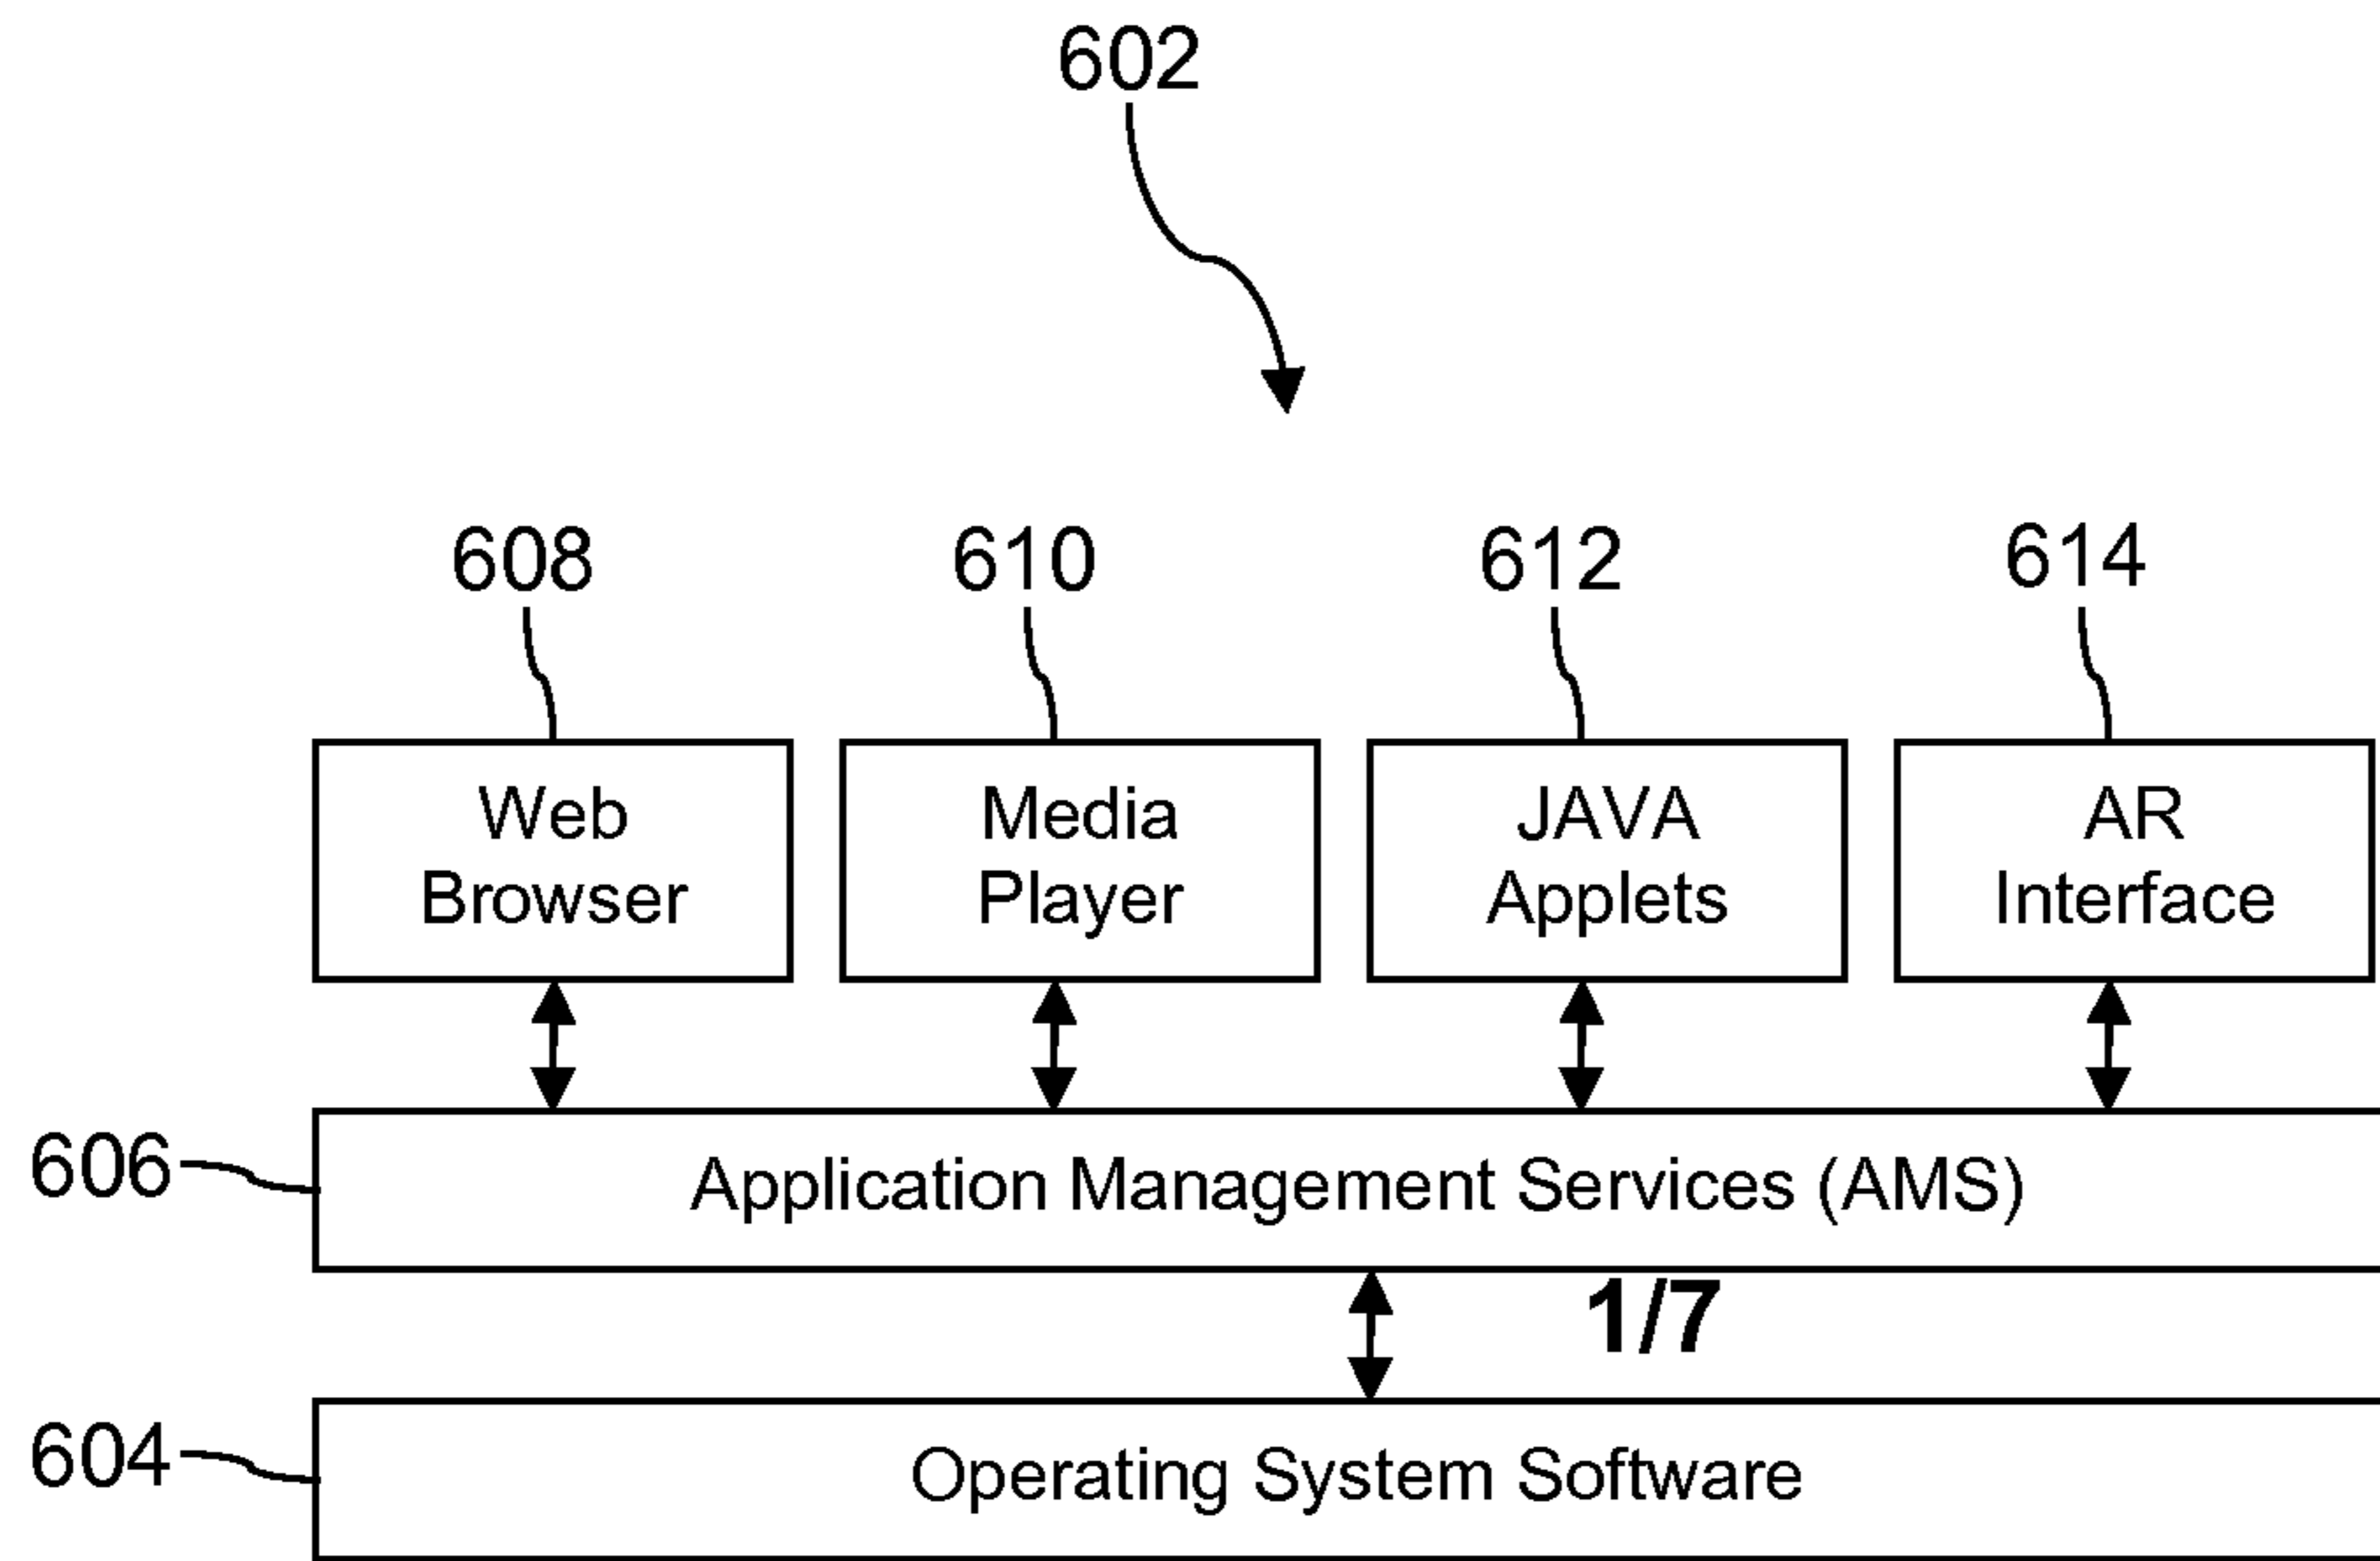 602
608
610
612
614
Web
Browser
Media
Player
JAVA
Applets
AR
Interface
606
Application Management Services (AMS)
1/7
604
Operating System Software